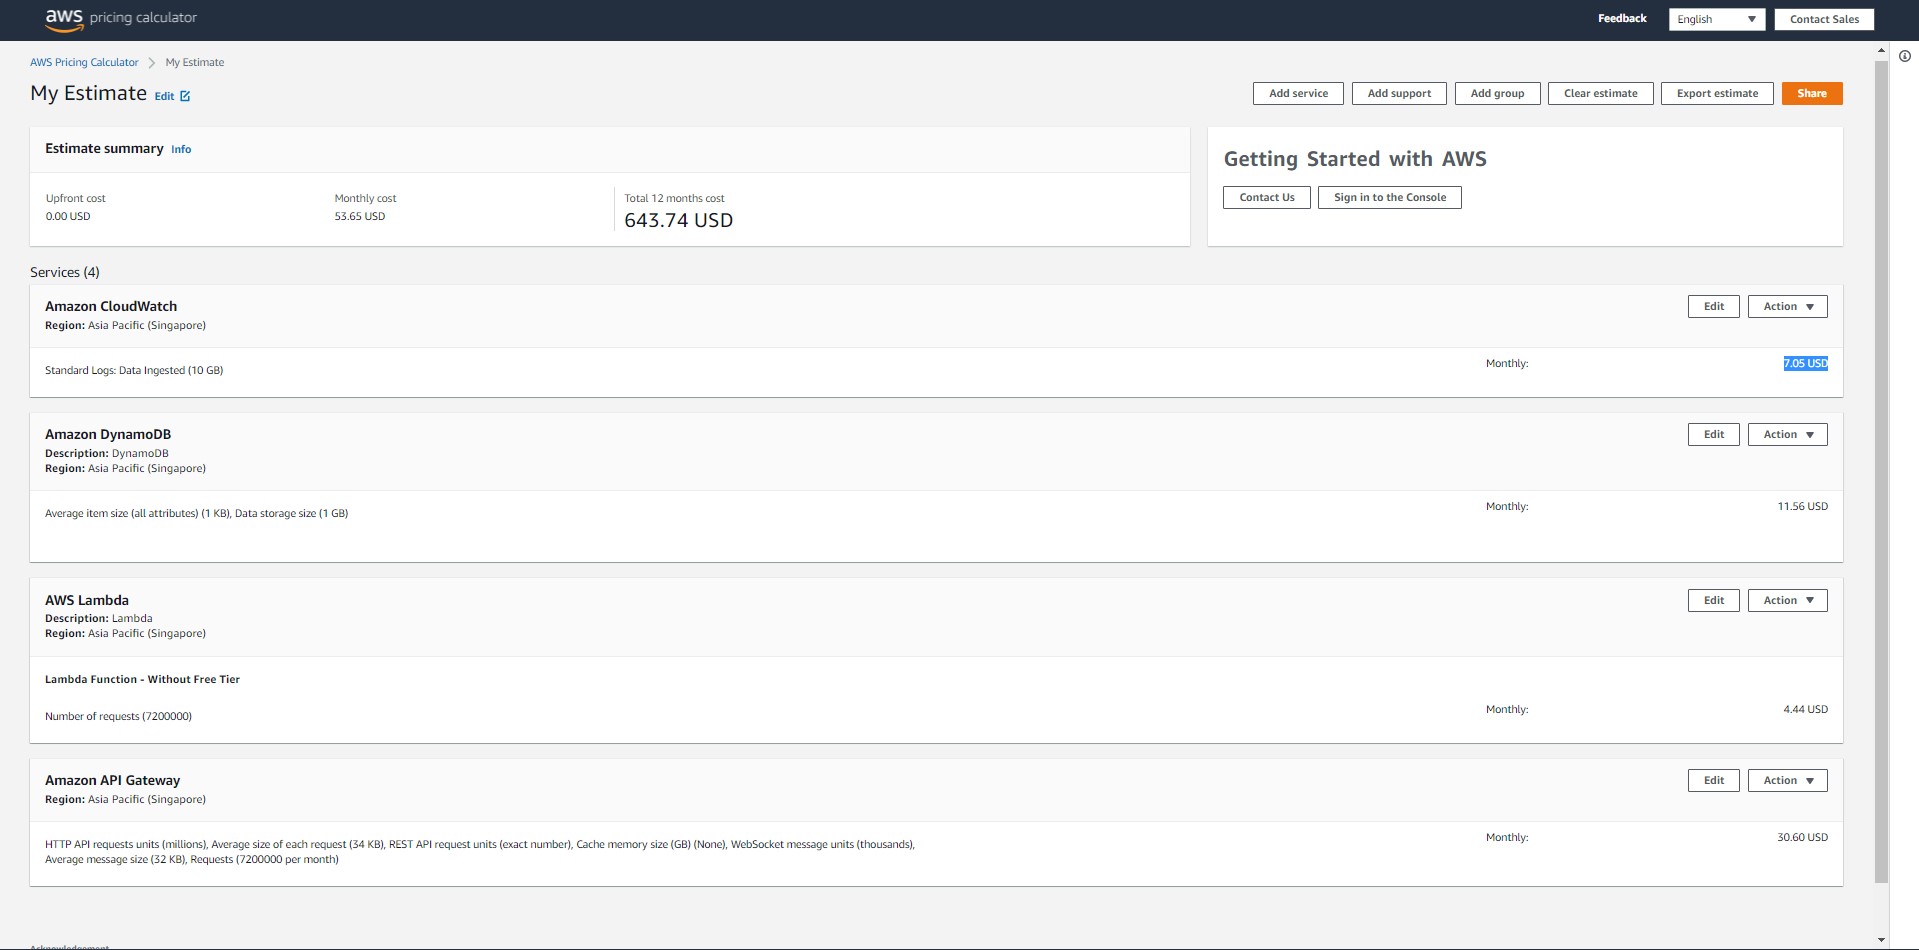 aws pricing calculator
Feedback
English
Contact Sales
AWS Pricing Calculator
My Estimate
My Estimate Edit
Add service
Add support
Add group
Clear estimate
Export estimate
Share
Estimate summary Info
Upfront cost
0.00 USD
Monthly cost
53.65 USD
Total 12 months cost
643.74 USD
Getting Started with AWS
Contact Us
Sign in to the Console
Services (4)
Amazon CloudWatch
Region: Asia Pacific (Singapore)
Edit
Action
Standard Logs: Data Ingested (10 GB)
Monthly:
7.05 USD
Amazon DynamoDB
Description: DynamoDB
Region: Asia Pacific (Singapore)
Edit
Action
Average item size (all attributes) (1 KB), Data storage size (1 GB)
Monthly:
11.56 USD
AWS Lambda
Description: Lambda
Region: Asia Pacific (Singapore)
Edit
Action
Lambda Function - Without Free Tier
Number of requests (7200000)
Monthly:
4.44 USD
Amazon API Gateway
Region: Asia Pacific (Singapore)
Edit
Action
HTTP API requests units (millions), Average size of each request (34 KB), REST API request units (exact number), Cache memory size (GB) (None), WebSocket message units (thousands),
Average message size (32 KB), Requests (7200000 per month)
Monthly:
30.60 USD
Acknowledgement